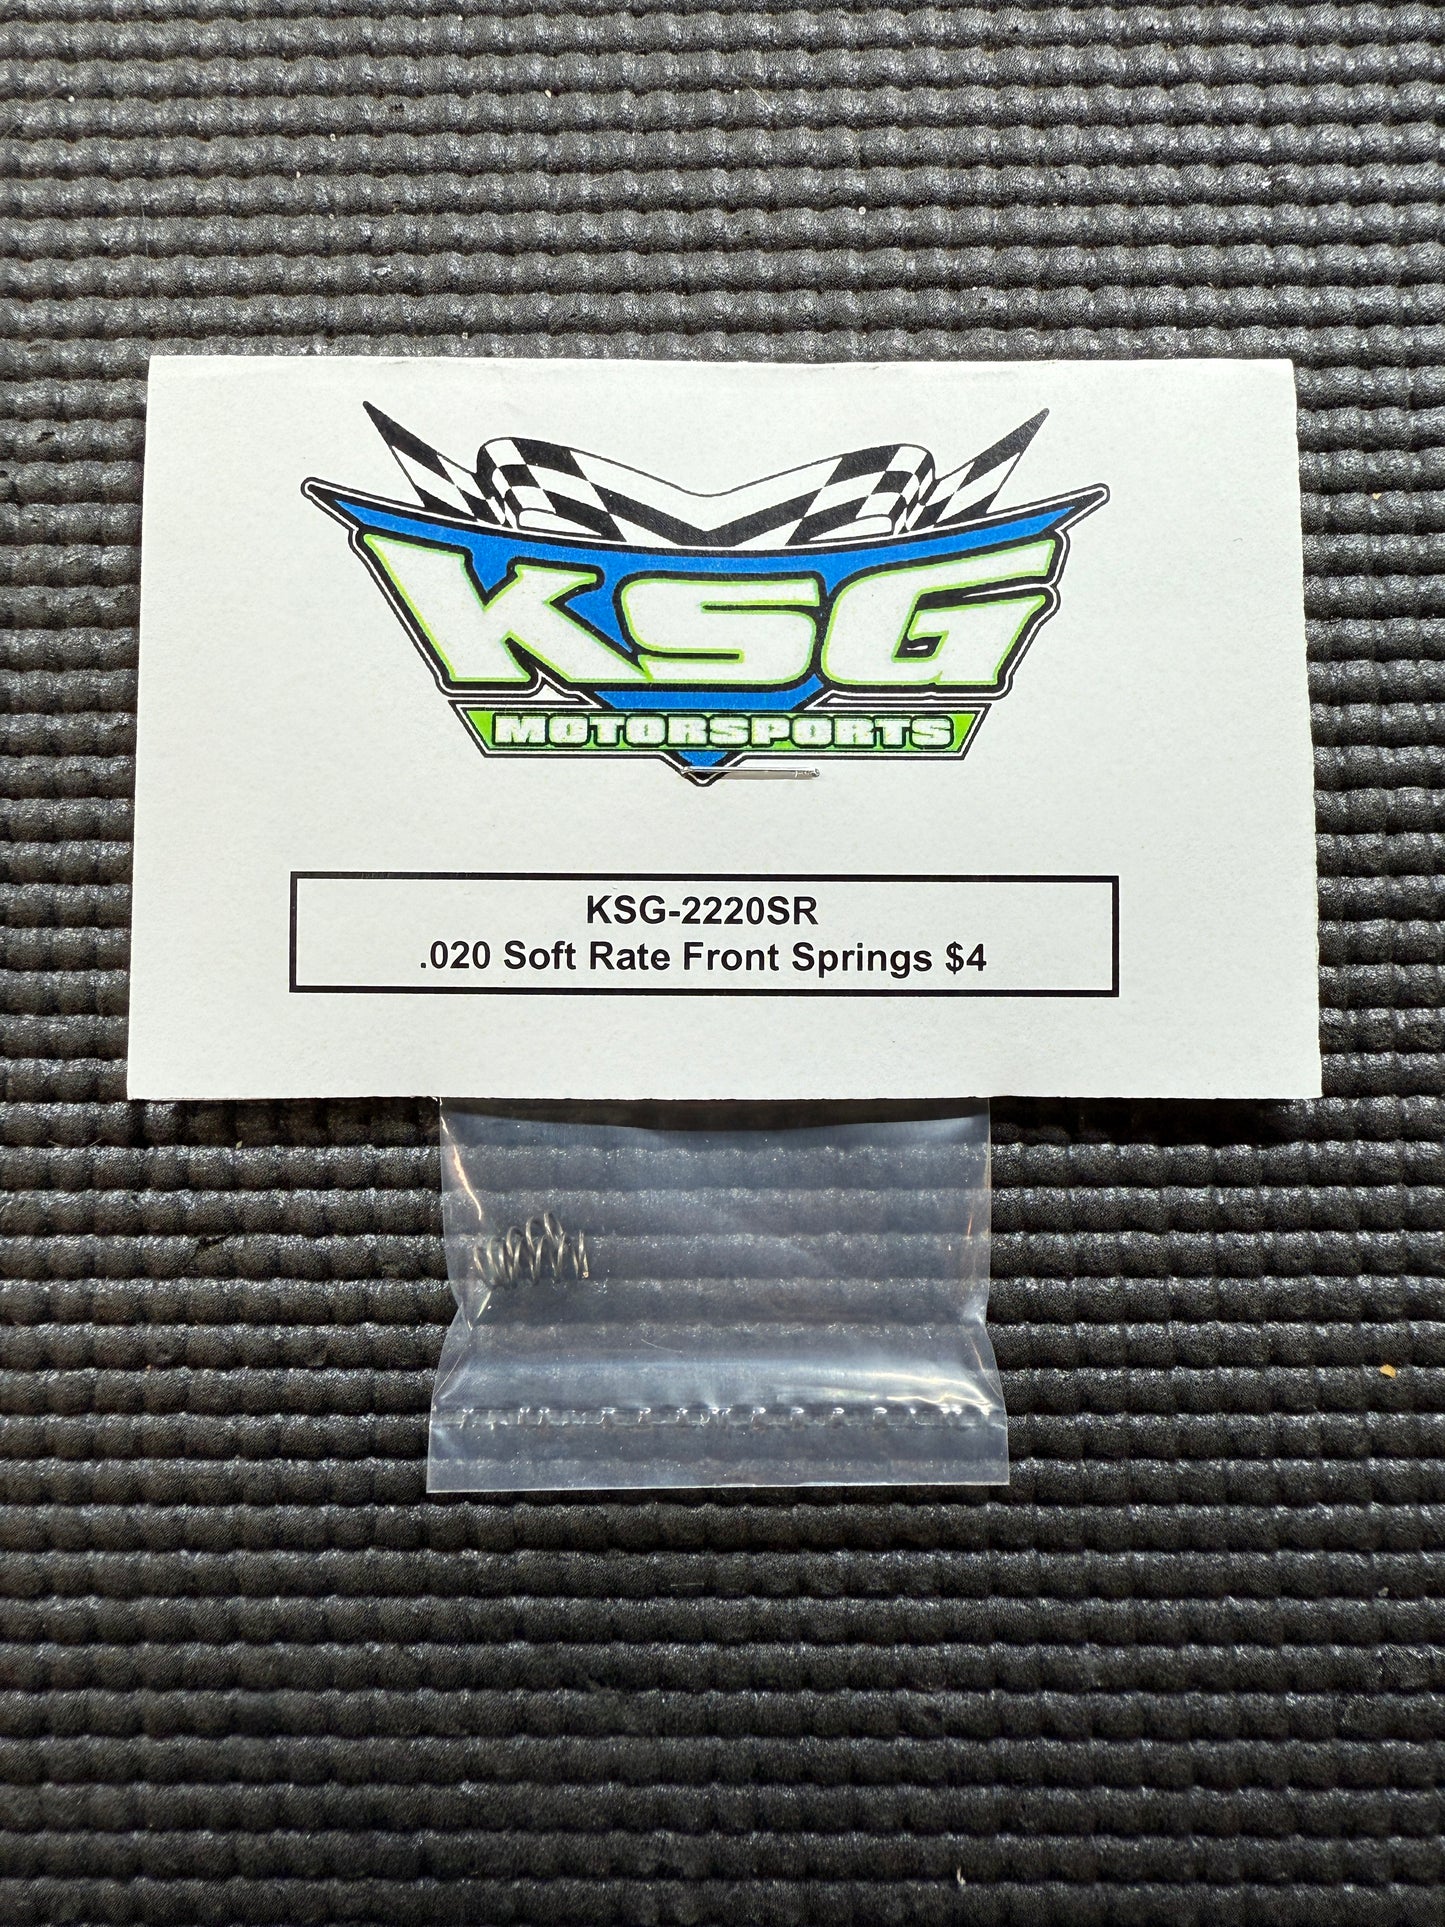 KSG
MOTORSPORTS
KSG-2220SR
.020 Soft Rate Front Springs $4